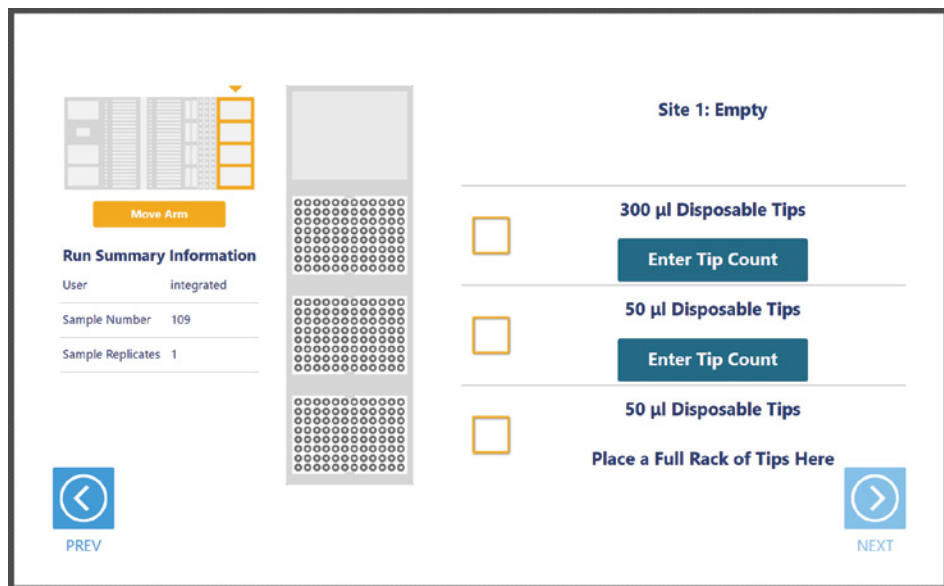 Site 1: Empty
Move Arm
300 µl Disposable Tips
Run Summary Information
Enter Tip Count
User integrated
Sample Number 109
50 µl Disposable Tips
Sample Replicates 1
Enter Tip Count
50 µl Disposable Tips
Place a Full Rack of Tips Here
PREV
NEXT